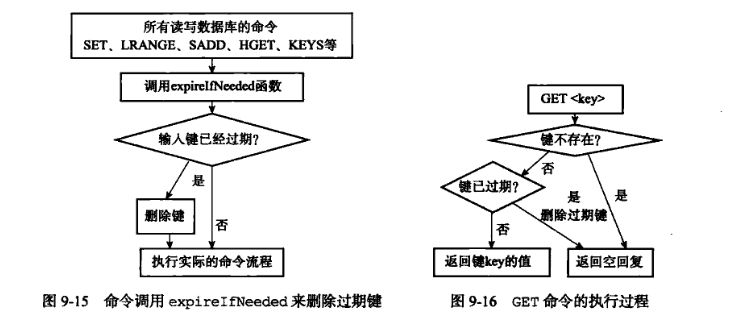 所有读写数据库的命令
SET、LRANGE、SADD、HGET、KEYS等
调用expireIfNeeded函数
输入键已经过期?
是
删除键
否
执行实际的命令流程
图 9-15 命令调用 expireIfNeeded 来删除过期键
GET <key>
键不存在?
否
键已过期?
是
是
删除过期键
否
返回键key的值
返回空回复
图 9-16 GET 命令的执行过程